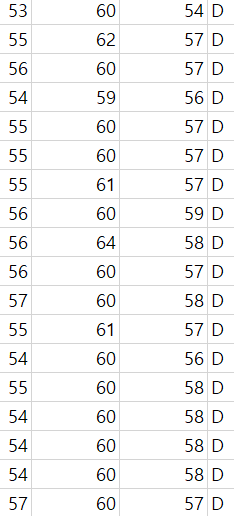 53 60 54 D
55 62 57 D
56 60 57 D
54 59 56 D
55 60 57 D
55 60 57 D
55 61 57 D
56 60 59 D
56 64 58 D
56 60 57 D
57 60 58 D
55 61 57 D
54 60 56 D
55 60 58 D
54 60 58 D
54 60 58 D
54 60 58 D
57 60 57 D